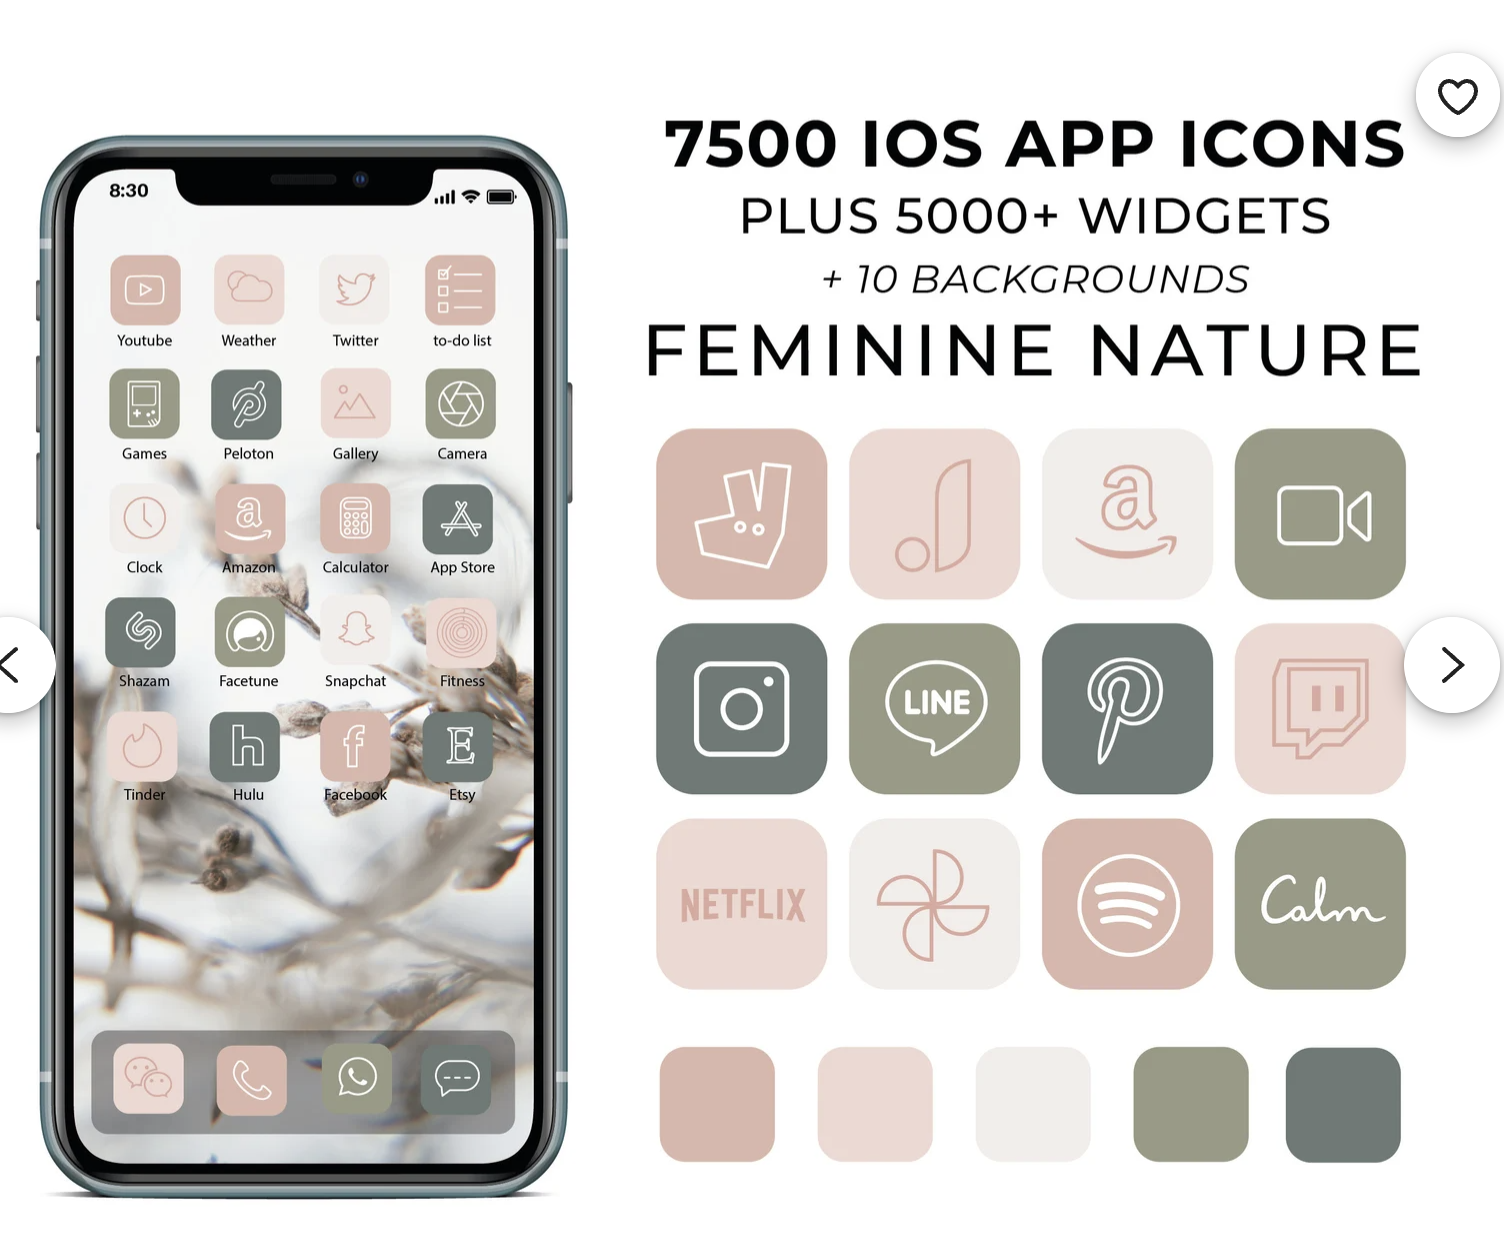 8:30
Youtube Weather Twitter to-do list
Games Peloton Gallery Camera
a
Clock Amazon Calculator App Store
Shazam Facetune Snapchat Fitness
h f E
Tinder Hulu Facebook Etsy
7500 IOS APP ICONS
PLUS 5000+ WIDGETS
+ 10 BACKGROUNDS
FEMININE NATURE
a
LINE
NETFLIX
Calm